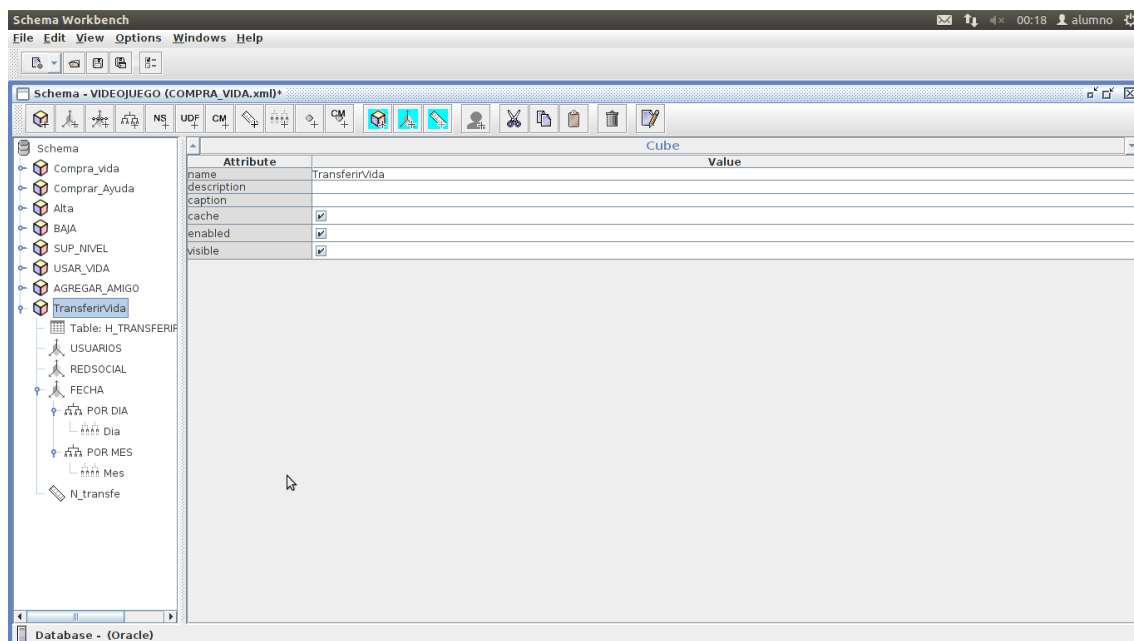 Schema Workbench
00:18 alumno
File Edit View Options Windows Help
Schema - VIDEOJUEGO (COMPRA_VIDA.xml)*
NS UDF CM CM
Schema
Compra_vida
Comprar_Ayuda
Alta
BAJA
SUP_NIVEL
USAR_VIDA
AGREGAR_AMIGO
TransferirVida
Table: H_TRANSFERIR
USUARIOS
REDSOCIAL
FECHA
POR DIA
Dia
POR MES
Mes
N_transfe
Cube
Attribute Value
name TransferirVida
description
caption
cache
enabled
visible
Database - (Oracle)